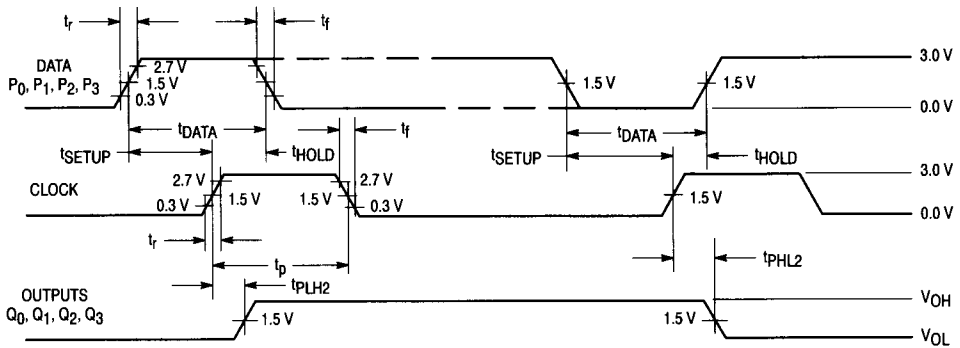 tr
tf
DATA
P0, P1, P2, P3
2.7 V
1.5 V
0.3 V
1.5 V
1.5 V
3.0 V
0.0 V
tDATA
tf
tDATA
tSETUP
tHOLD
tSETUP
tHOLD
CLOCK
2.7 V
1.5 V
0.3 V
2.7 V
1.5 V
0.3 V
1.5 V
3.0 V
0.0 V
tr
tp
tPLH2
tPHL2
OUTPUTS
Q0, Q1, Q2, Q3
1.5 V
1.5 V
VOH
VOL